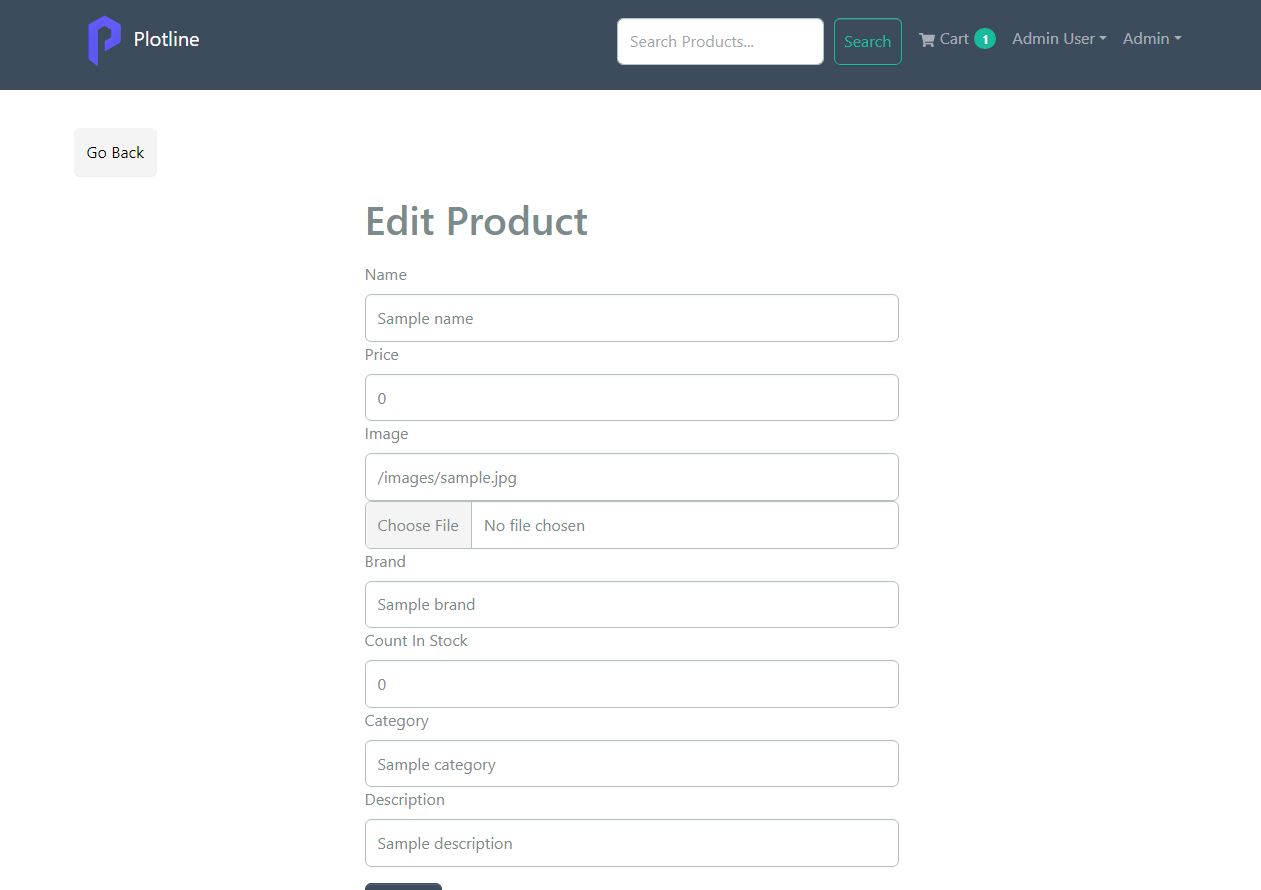 Plotline
Search Products...
Search
Cart 1
Admin User
Admin
Go Back
Edit Product
Name
Sample name
Price
0
Image
/images/sample.jpg
Choose File No file chosen
Brand
Sample brand
Count In Stock
0
Category
Sample category
Description
Sample description